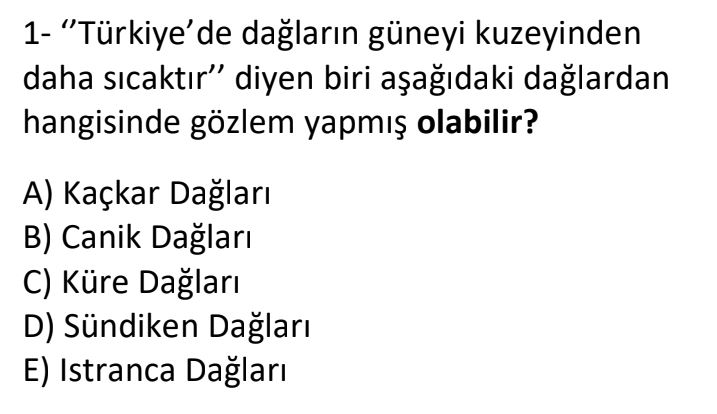 1- ‘’Türkiye’de dağların güneyi kuzeyinden
daha sıcaktır’’ diyen biri aşağıdaki dağlardan
hangisinde gözlem yapmış olabilir?
A) Kaçkar Dağları
B) Canik Dağları
C) Küre Dağları
D) Sündiken Dağları
E) Istranca Dağları